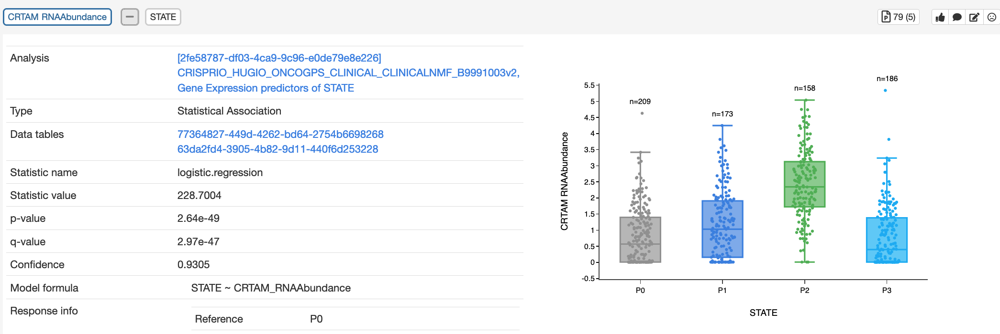 CRTAM RNAAbundance STATE 79 (5)
Analysis [2fe58787-df03-4ca9-9c96-e0de79e8e226]
CRISPRIO_HUGIO_ONCOGPS_CLINICAL_CLINICALNMF_B9991003v2,
Gene Expression predictors of STATE
Type Statistical Association
Data tables 77364827-449d-4262-bd64-2754b6698268
63da2fd4-3905-4b82-9d11-440f6d253228
Statistic name logistic.regression
Statistic value 228.7004
p-value 2.64e-49
q-value 2.97e-47
Confidence 0.9305
Model formula STATE ~ CRTAM_RNAAbundance
Response info
Reference P0
n=209
n=173
n=158
n=186
CRTAM RNAAbundance
5.5
5
4.5
4
3.5
3
2.5
2
1.5
1
0.5
0
-0.5
P0 P1 P2 P3
STATE